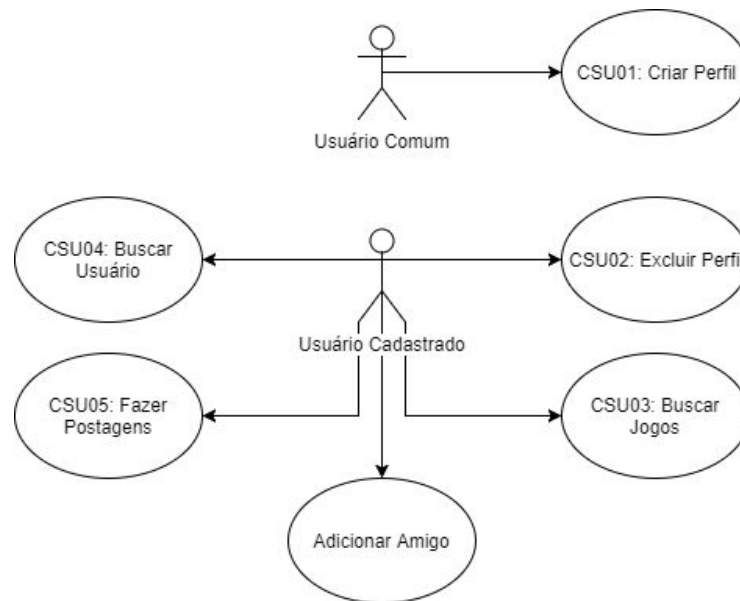 CSU01: Criar Perfil
Usuário Comum
CSU04: Buscar
Usuário
CSU02: Excluir Perfi
Usuário Cadastrado
CSU05: Fazer
Postagens
CSU03: Buscar
Jogos
Adicionar Amigo